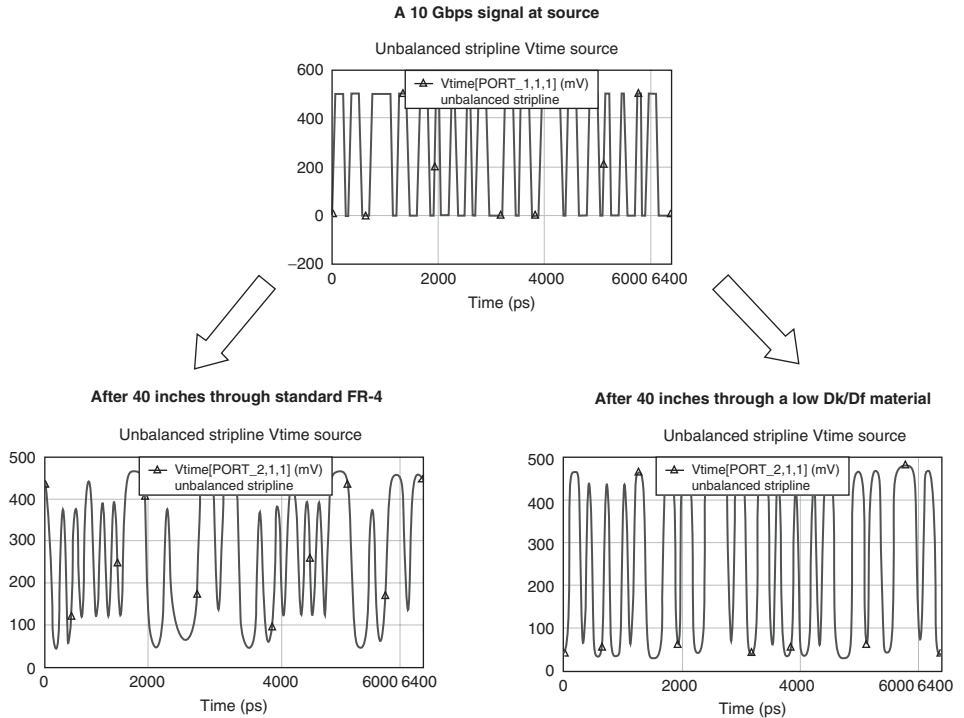 A 10 Gbps signal at source
Unbalanced stripline Vtime source
600
400
200
0
−200
Vtime[PORT_1,1,1] (mV)
unbalanced stripline
0
2000
4000
6000 6400
Time (ps)
After 40 inches through standard FR-4
Unbalanced stripline Vtime source
500
400
300
200
100
0
Vtime[PORT_2,1,1] (mV)
unbalanced stripline
0
2000
4000
6000 6400
Time (ps)
After 40 inches through a low Dk/Df material
Unbalanced stripline Vtime source
500
400
300
200
100
0
Vtime[PORT_2,1,1] (mV)
unbalanced stripline
0
2000
4000
6000 6400
Time (ps)